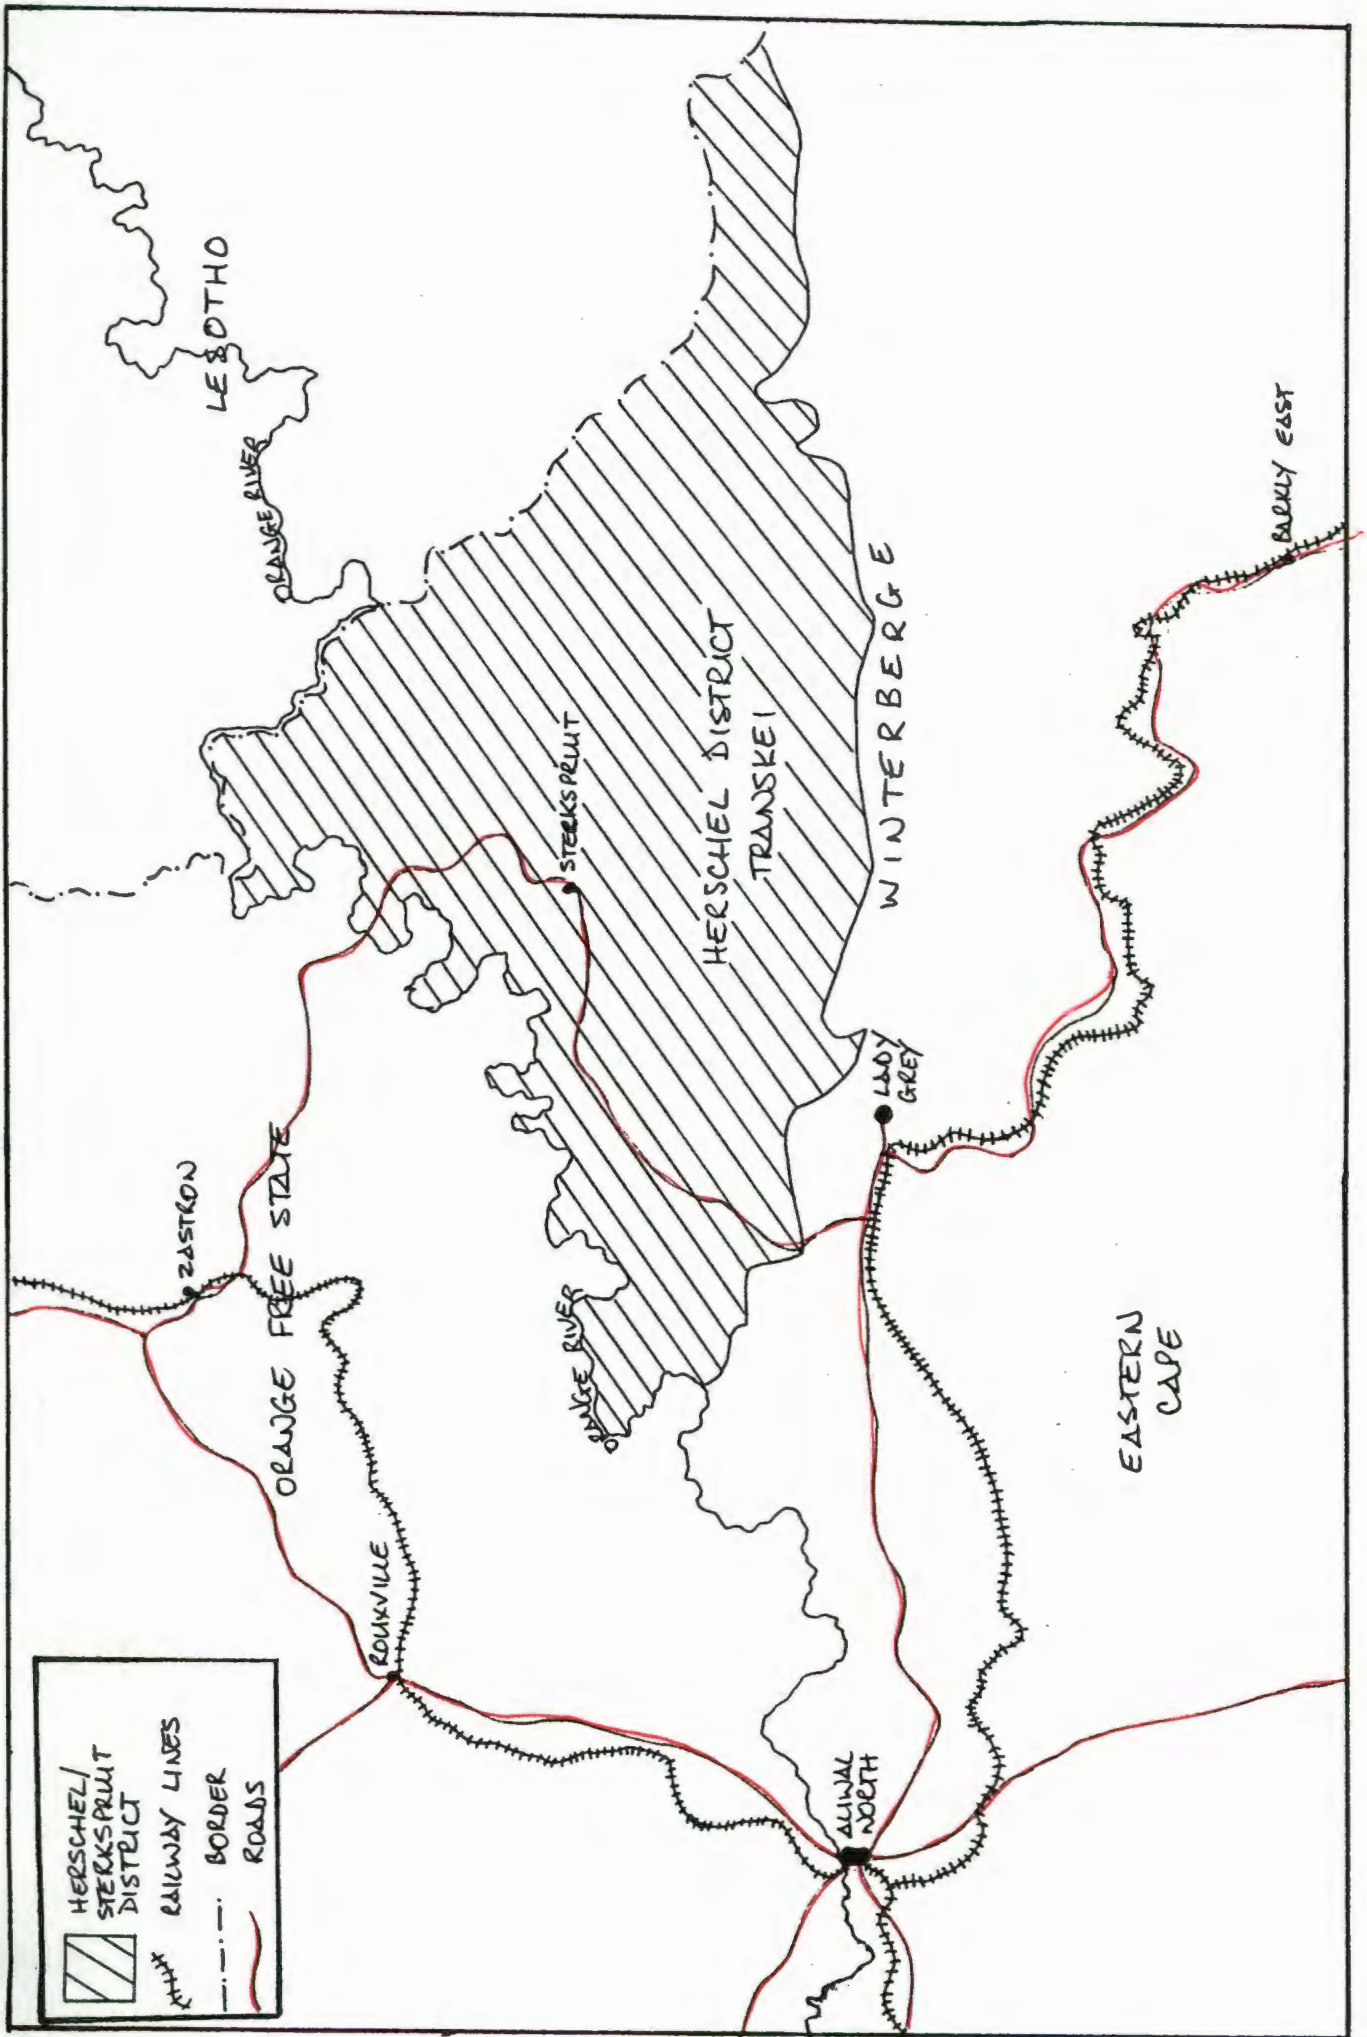 HERSCHEL/
STERKSPRUIT
DISTRICT
RAILWAY LINES
BORDER
ROADS
ZASTRON
ORANGE FREE STATE
ROUXVILLE
LESOTHO
ORANGE RIVER
STERKSPRUIT
ORANGE RIVER
HERSCHEL DISTRICT
TRANSKEI
WINTERBERGE
LADY
GREY
ALIWAL
NORTH
EASTERN
CAPE
BARKLY EAST